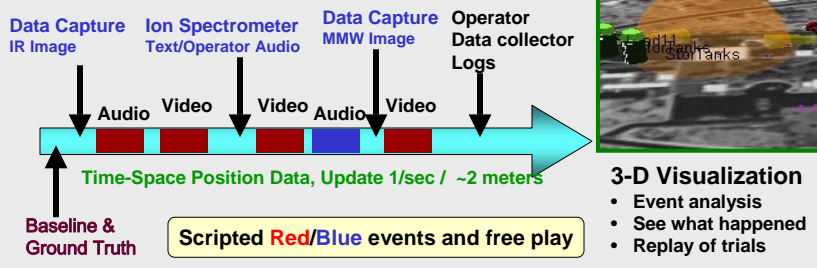 Data Capture
IR Image
Ion Spectrometer
Text/Operator Audio
Data Capture
MMW Image
Operator
Data collector
Logs
Audio
Video
Video
Audio
Video
Time-Space Position Data, Update 1/sec / ~2 meters
Baseline &
Ground Truth
Scripted Red/Blue events and free play
StorTanks
3-D Visualization
• Event analysis
• See what happened
• Replay of trials